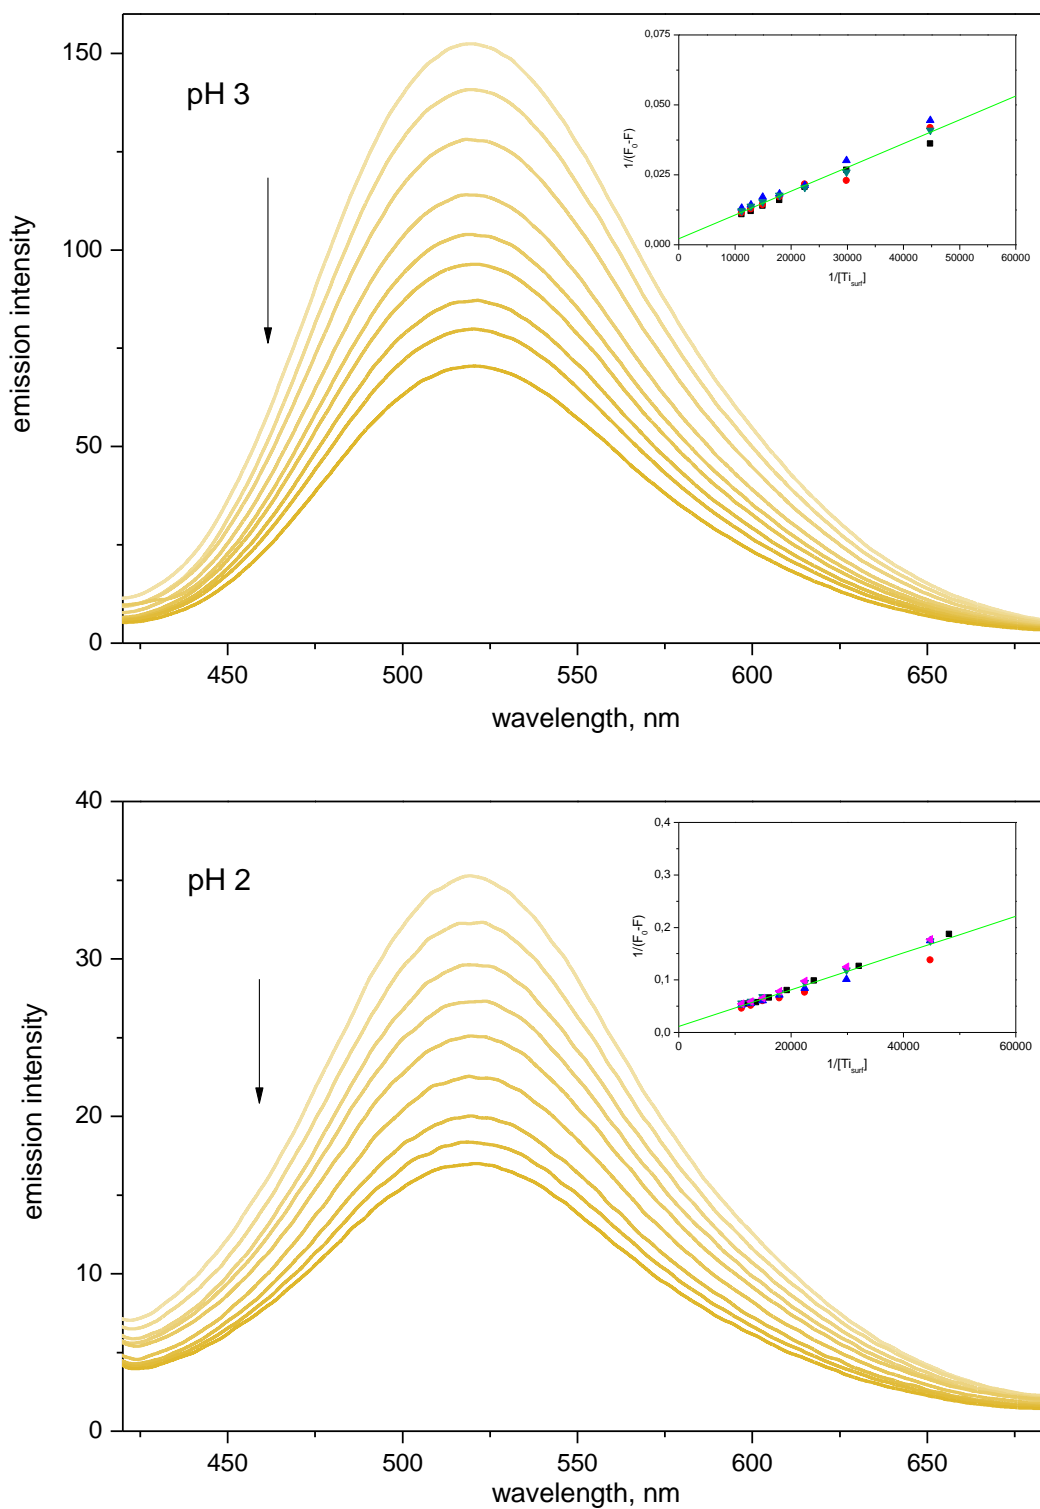 pH 3
150
100
50
0
emission intensity
450 500 550 600 650
wavelength, nm
0,075
0,050
0,025
0,000
1/(F₀-F)
0 10000 20000 30000 40000 50000 60000
1/[Ti_surf]
pH 2
40
30
20
10
0
emission intensity
450 500 550 600 650
wavelength, nm
0,4
0,3
0,2
0,1
0,0
1/(F₀-F)
0 20000 40000 60000
1/[Ti_surf]